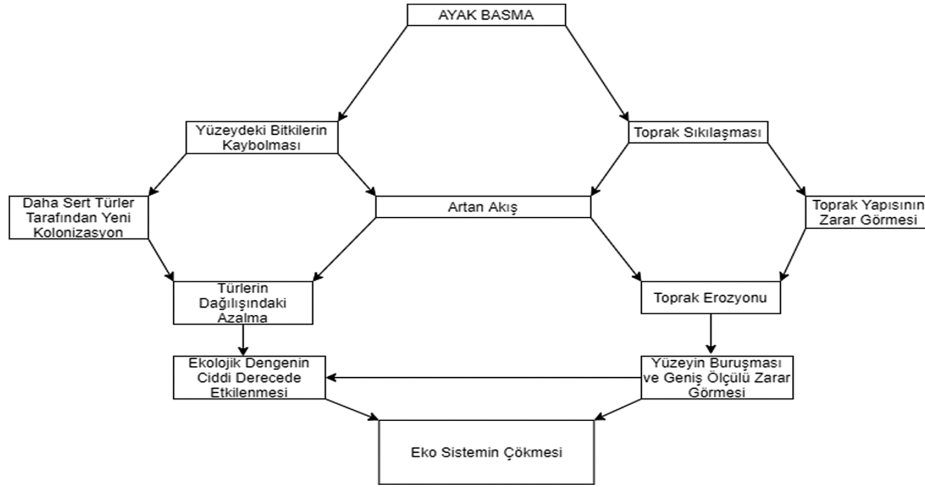 AYAK BASMA
Yüzeydeki Bitkilerin
Kaybolması
Toprak Sıkılaşması
Daha Sert Türler
Tarafından Yeni
Kolonizasyon
Artan Akış
Toprak Yapısının
Zarar Görmesi
Türlerin
Dağılışındaki
Azalma
Toprak Erozyonu
Ekolojik Dengenin
Ciddi Derecede
Etkilenmesi
Yüzeyin Buruşması
ve Geniş Ölçülü Zarar
Görmesi
Eko Sistemin Çökmesi